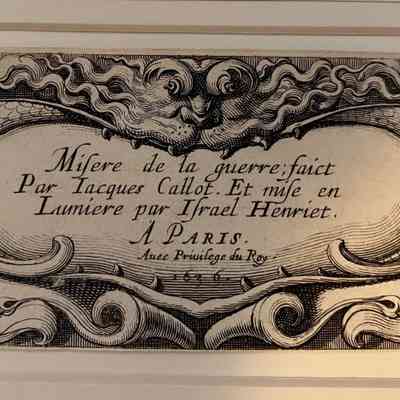 Misere de la guerre; faict
Par Iacques Callot. Et mise en
Lumiere par Israel Henriet.
A PARIS.
Auec Priuilege du Roy.
1636.